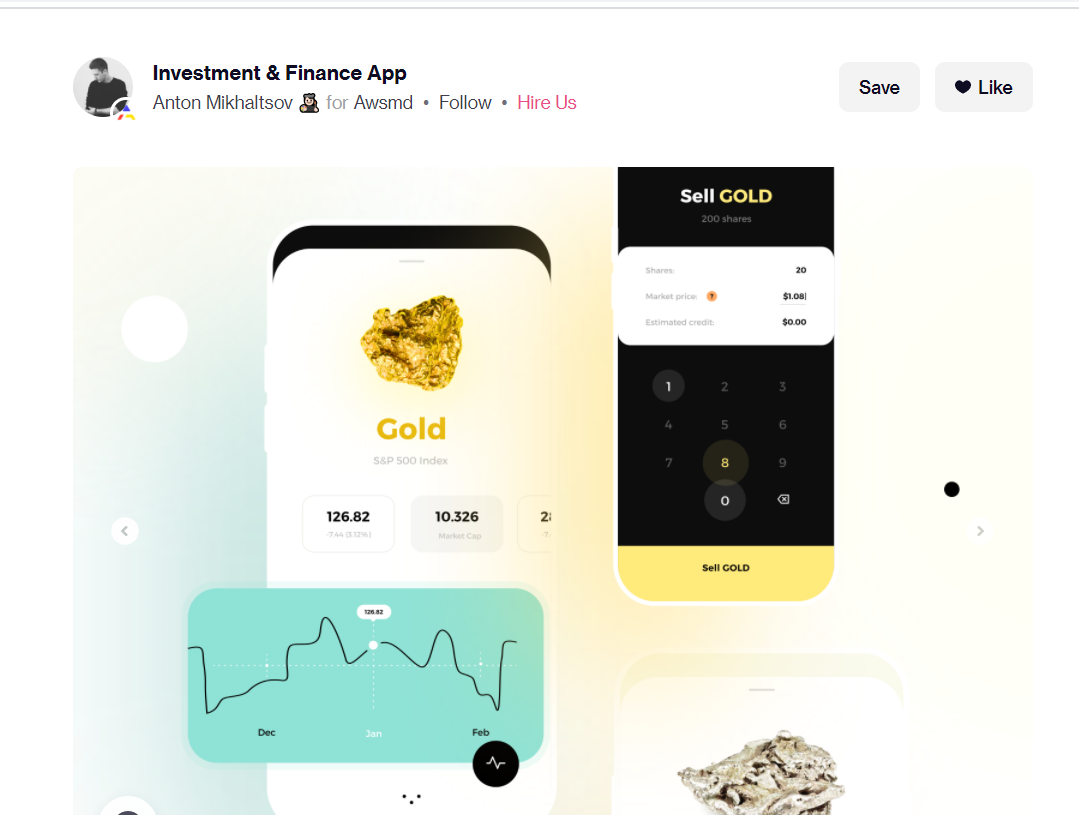 Investment & Finance App
Anton Mikhaltsov for Awsmd • Follow • Hire Us
Save
Like
Gold
S&P 500 Index
126.82
-7.44 (3.12%)
10.326
Market Cap
126.82
Dec
Jan
Feb
Sell GOLD
200 shares
Shares:
20
Market price:
?
$1.08
Estimated credit:
$0.00
1
2
3
4
5
6
7
8
9
0
Sell GOLD